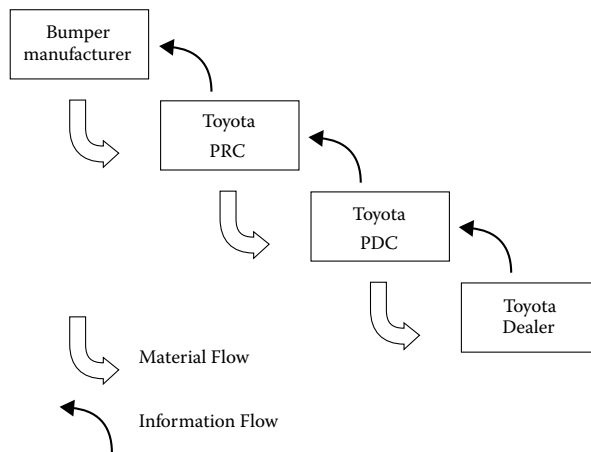 Bumper
manufacturer
Toyota
PRC
Toyota
PDC
Toyota
Dealer
Material Flow
Information Flow